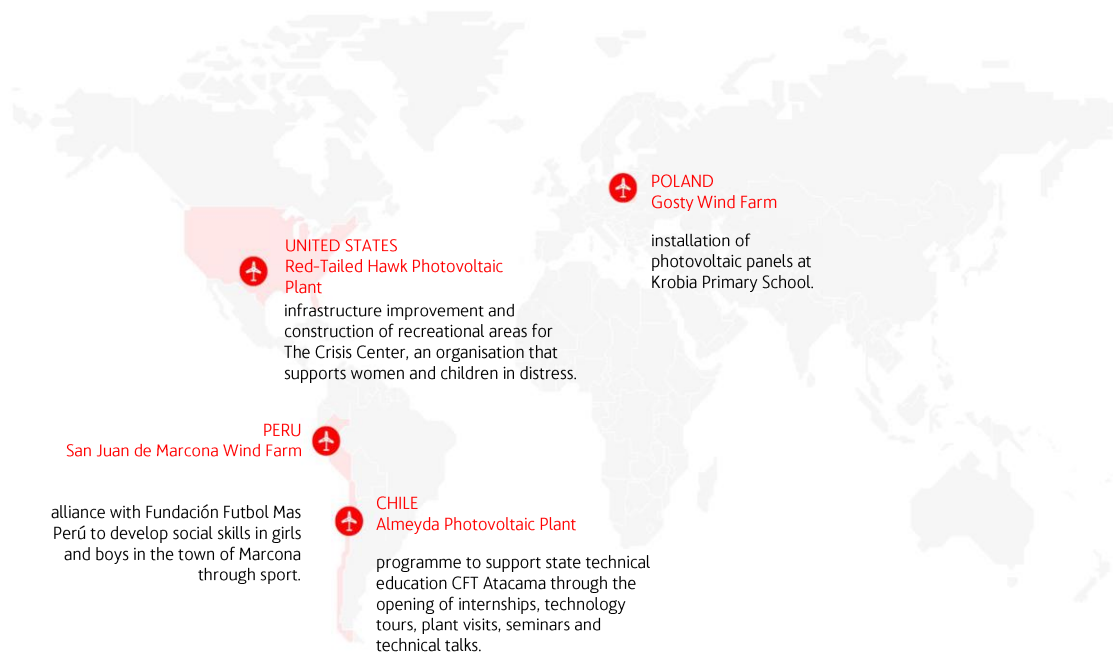 POLAND
Gosty Wind Farm
installation of
photovoltaic panels at
Krobia Primary School.
UNITED STATES
Red-Tailed Hawk Photovoltaic
Plant
infrastructure improvement and
construction of recreational areas for
The Crisis Center, an organisation that
supports women and children in distress.
PERU
San Juan de Marcona Wind Farm
alliance with Fundación Futbol Mas
Perú to develop social skills in girls
and boys in the town of Marcona
through sport.
CHILE
Almeyda Photovoltaic Plant
programme to support state technical
education CFT Atacama through the
opening of internships, technology
tours, plant visits, seminars and
technical talks.